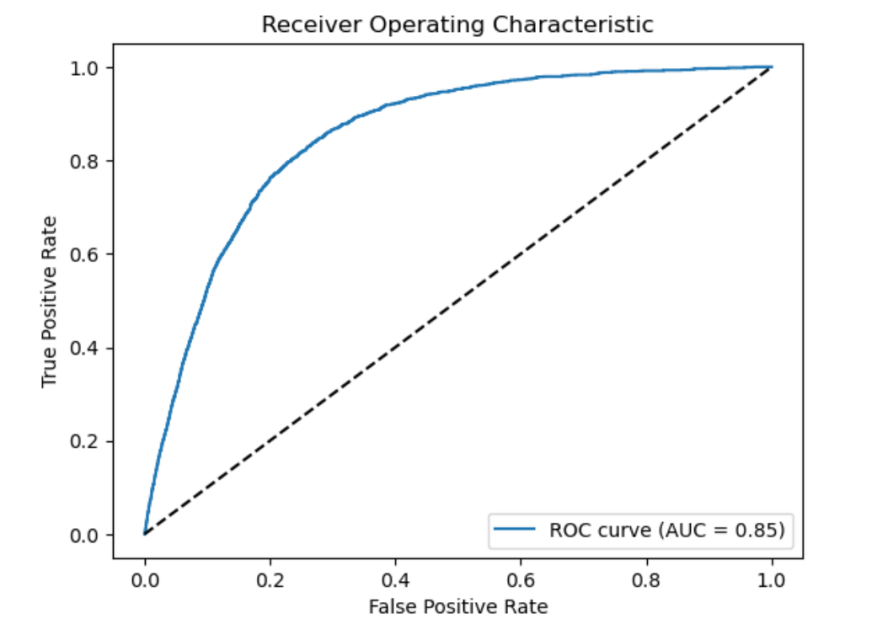 Receiver Operating Characteristic
1.0
0.8
0.6
0.4
0.2
0.0
True Positive Rate
ROC curve (AUC = 0.85)
0.0 0.2 0.4 0.6 0.8 1.0
False Positive Rate